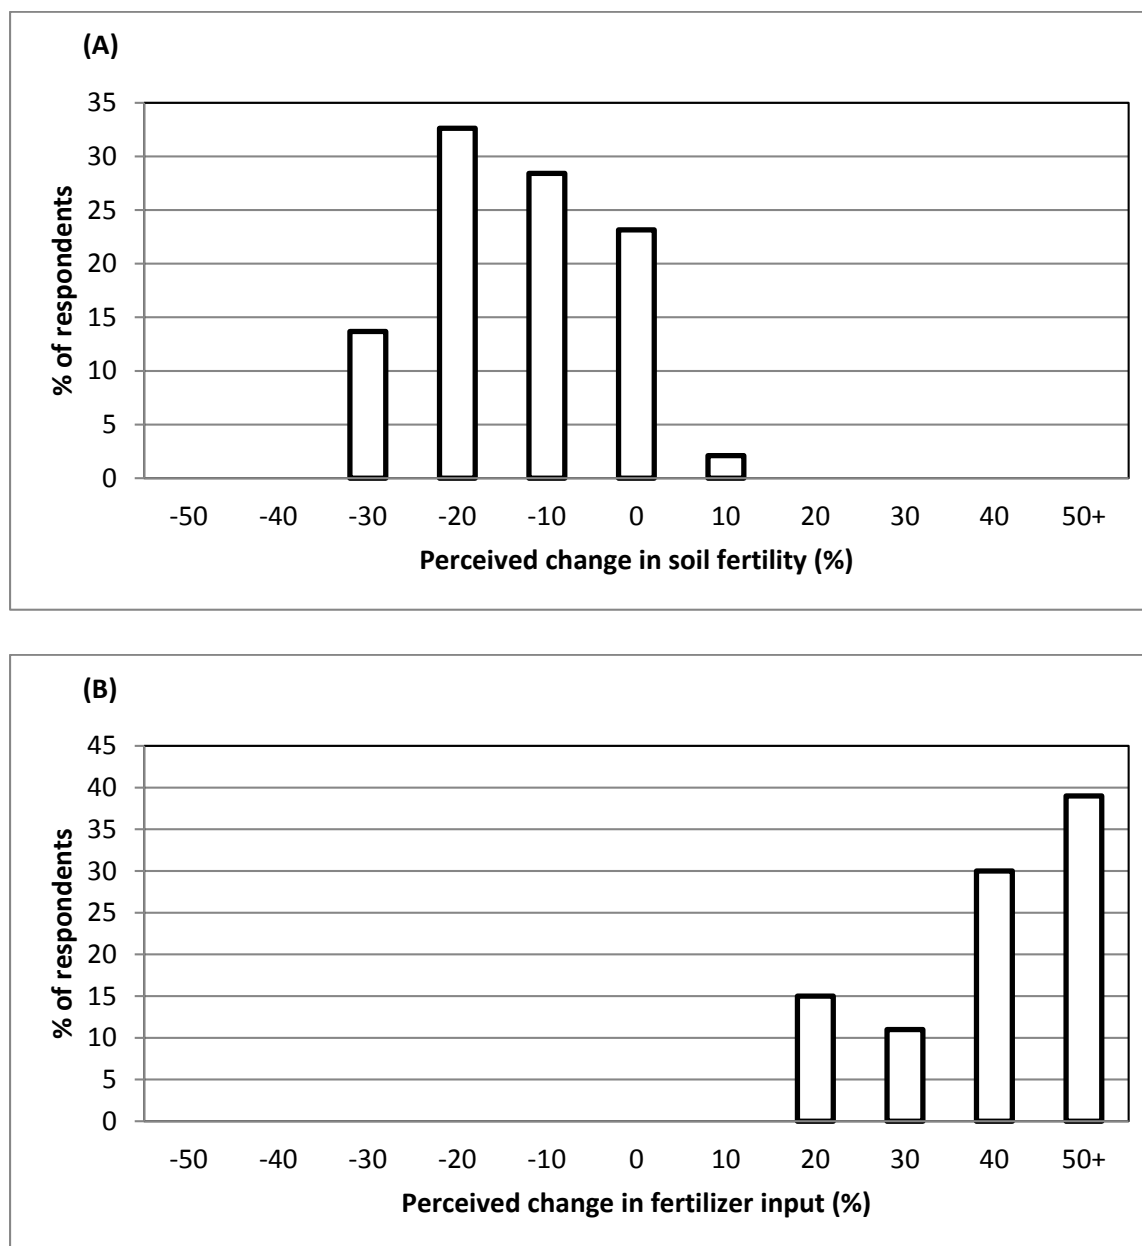 (A)
35
30
25
20
15
10
5
0
% of respondents
-50 -40 -30 -20 -10 0 10 20 30 40 50+
Perceived change in soil fertility (%)
(B)
45
40
35
30
25
20
15
10
5
0
% of respondents
-50 -40 -30 -20 -10 0 10 20 30 40 50+
Perceived change in fertilizer input (%)